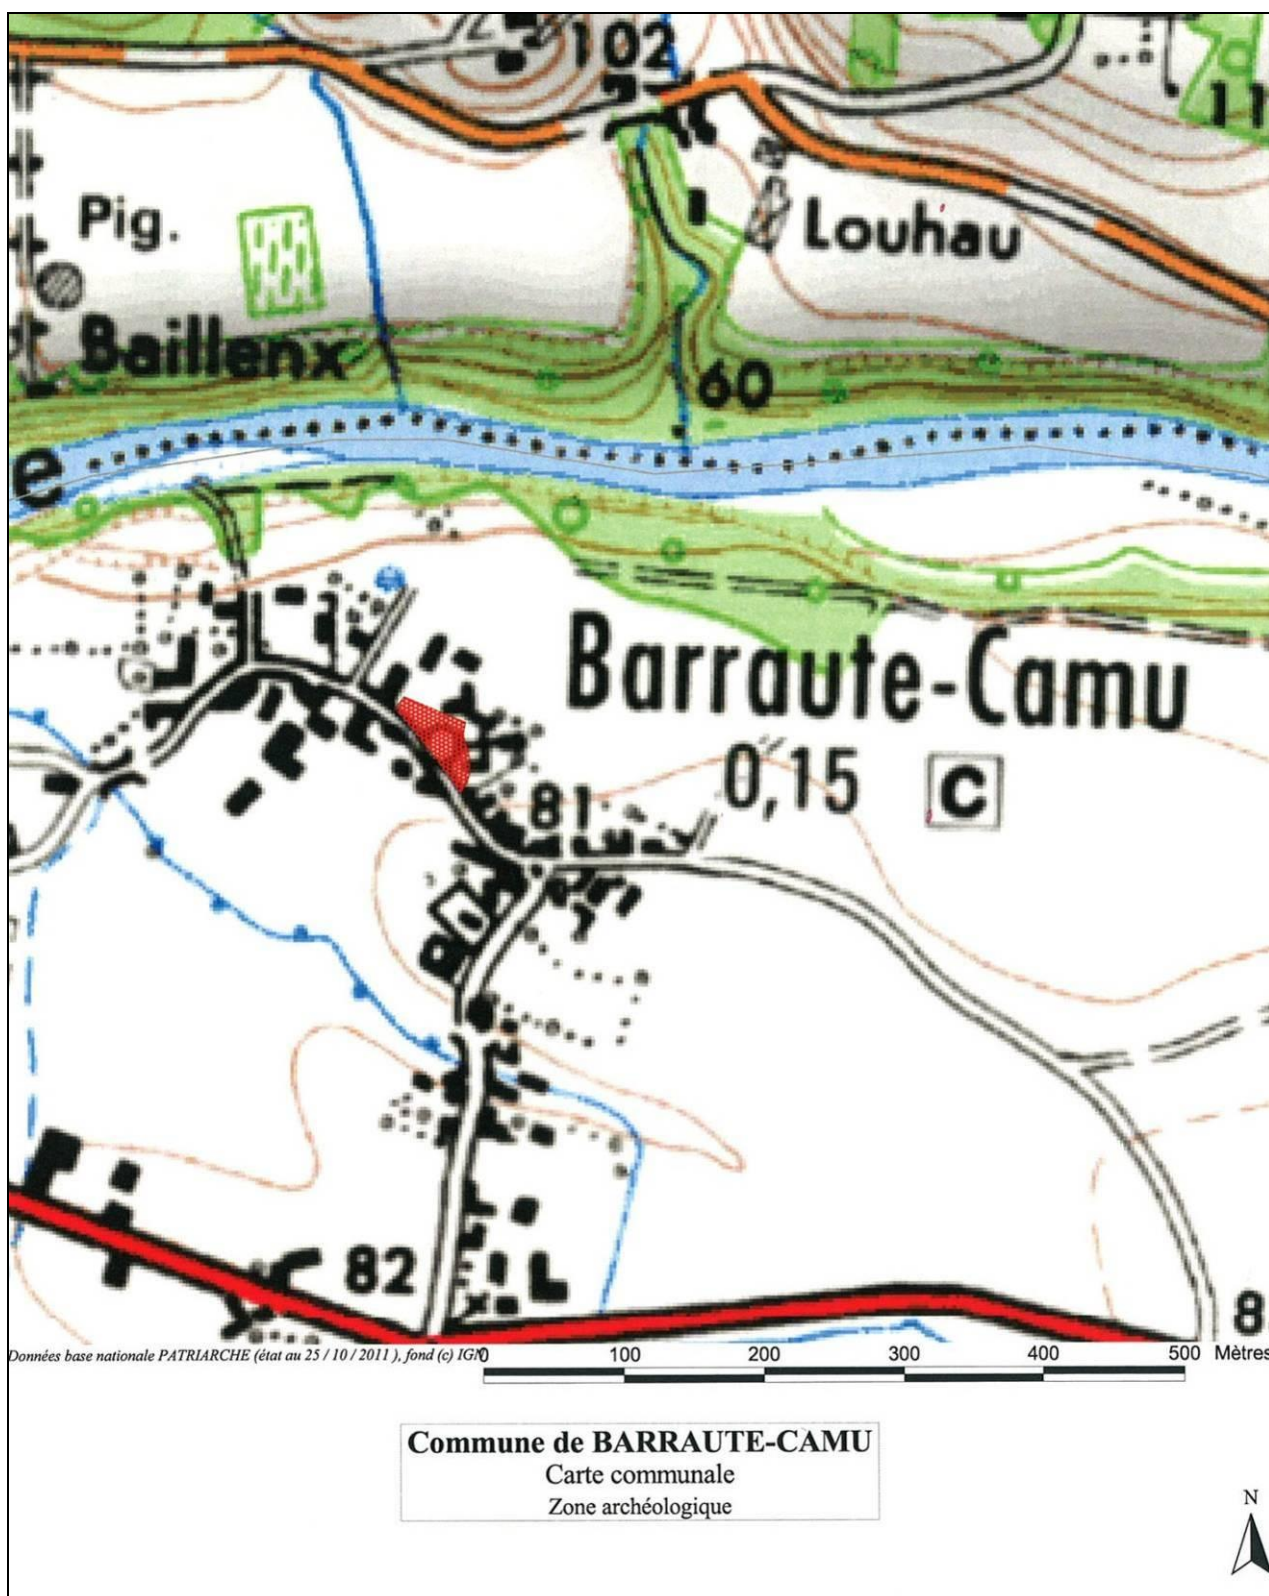 102
11
Pig.
Louhau
Baillenx
60
e
Barraute-Camu
0,15 C
81
82
8
Données base nationale PATRIARCHE (état au 25 / 10 / 2011 ), fond (c) IGN
0 100 200 300 400 500 Mètres
Commune de BARRAUTE-CAMU
Carte communale
Zone archéologique
N